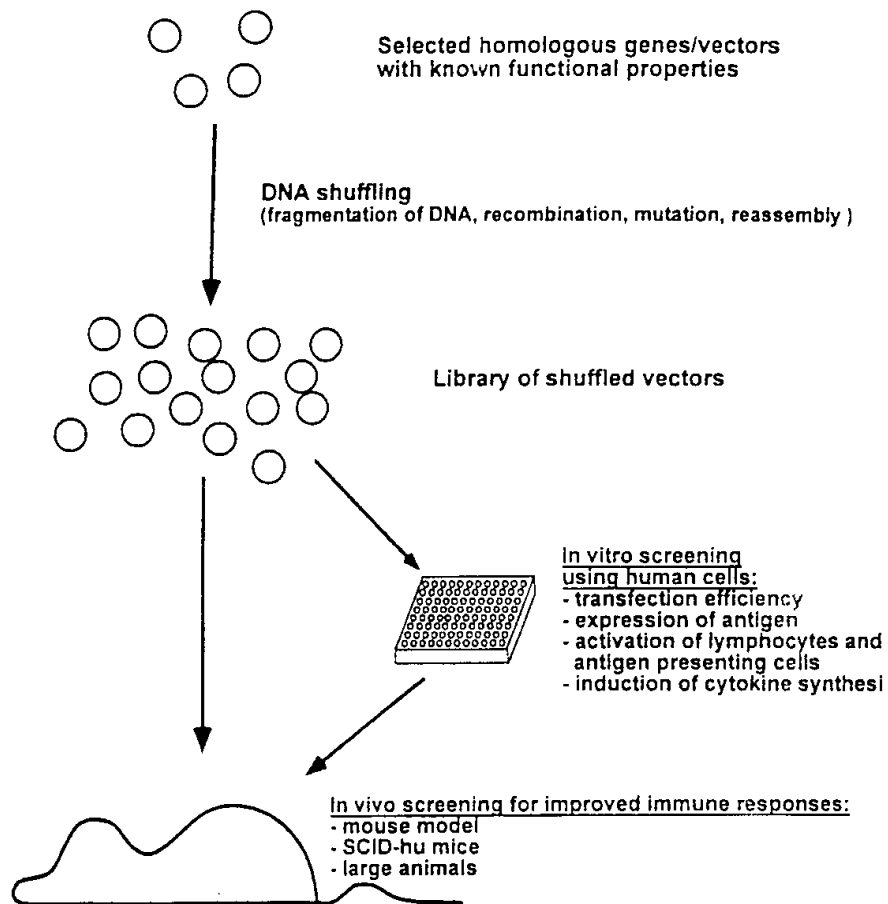 Selected homologous genes/vectors
with known functional properties
DNA shuffling
(fragmentation of DNA, recombination, mutation, reassembly )
Library of shuffled vectors
In vitro screening
using human cells:
- transfection efficiency
- expression of antigen
- activation of lymphocytes and
antigen presenting cells
- induction of cytokine synthesi
In vivo screening for improved immune responses:
- mouse model
- SCID-hu mice
- large animals